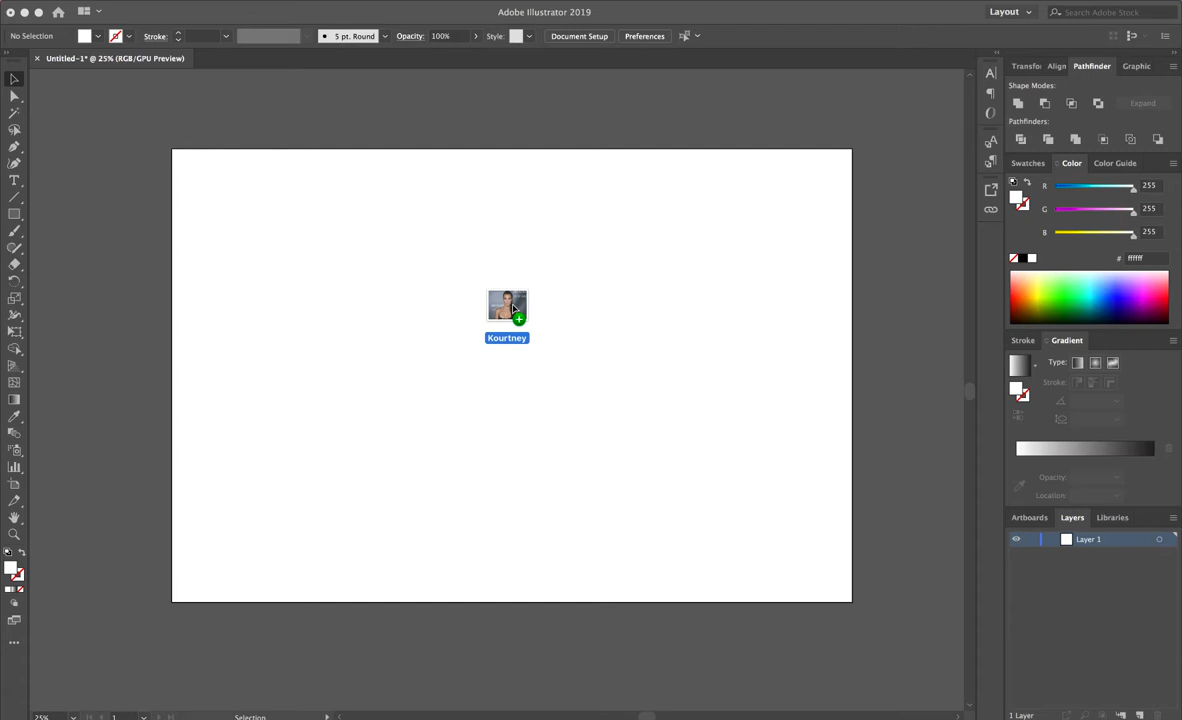 Adobe Illustrator 2019
Layout
Search Adobe Stock
No Selection
Stroke:
5 pt. Round
Opacity:
100%
Style:
Document Setup
Preferences
Untitled-1* @ 25% (RGB/GPU Preview)
Transfo
Align
Pathfinder
Graphic
Shape Modes:
Expand
Pathfinders:
Swatches
Color
Color Guide
R
255
G
255
B
255
# ffffff
Kourtney
Stroke
Gradient
Type:
Stroke:
Opacity:
Location:
Artboards
Layers
Libraries
Layer 1
25%
1
Selection
1 Layer